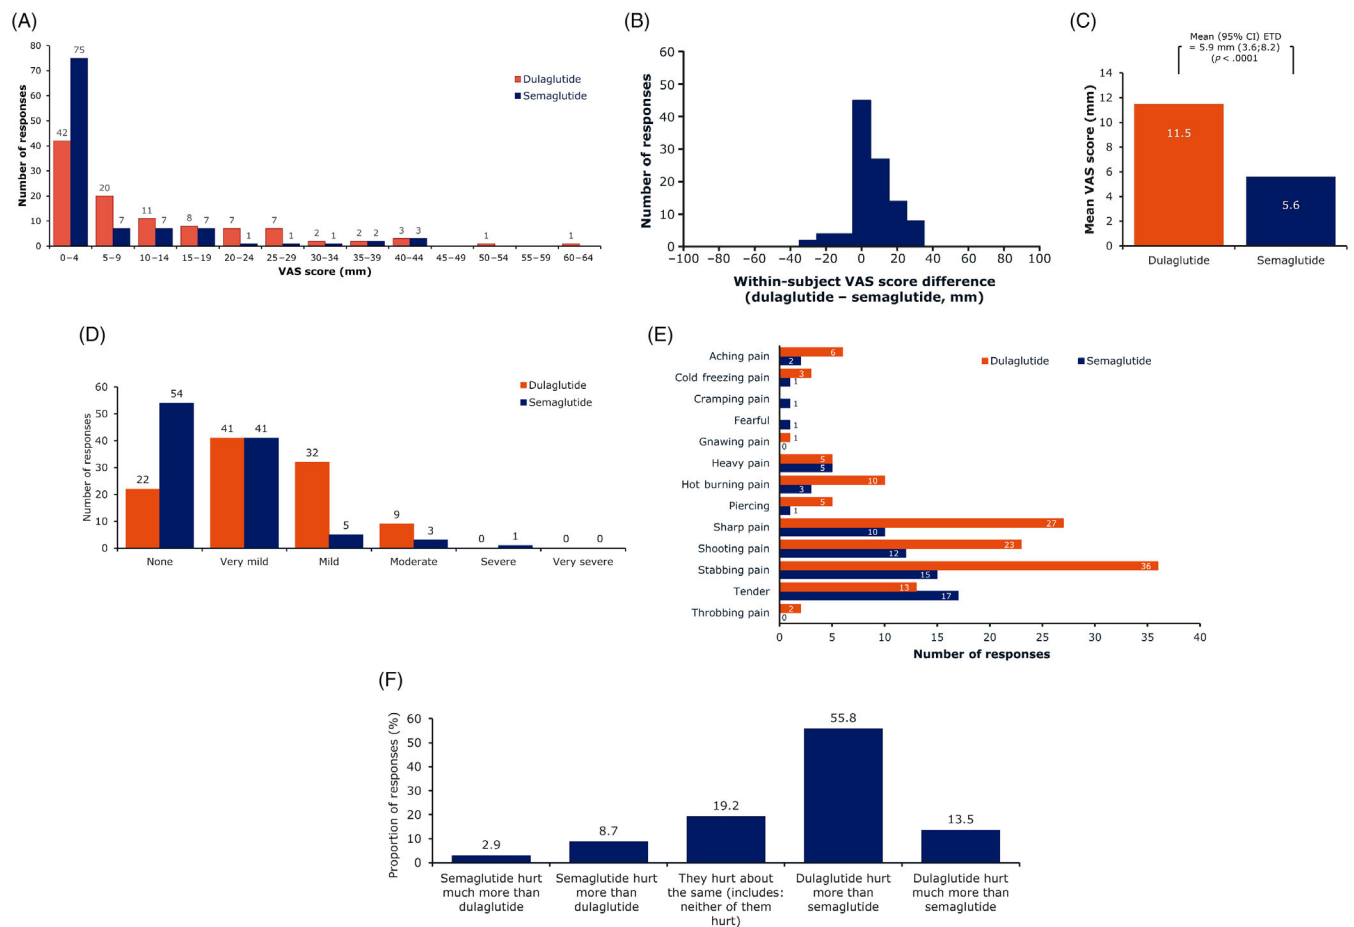 (A)
80
70
60
50
40
30
20
10
0
Number of responses
75
42
20
7
11
7
8
7
7
1
7
1
2
1
2
2
3
3
1
1
Dulaglutide
Semaglutide
0–4
5–9
10–14
15–19
20–24
25–29
30–34
35–39
40–44
45–49
50–54
55–59
60–64
VAS score (mm)
(B)
60
50
40
30
20
10
0
Number of responses
−100
−80
−60
−40
−20
0
20
40
60
80
100
Within-subject VAS score difference
(dulaglutide – semaglutide, mm)
(C)
Mean (95% CI) ETD
= 5.9 mm (3.6;8.2)
(p < .0001
14
12
10
8
6
4
2
0
Mean VAS score (mm)
11.5
5.6
Dulaglutide
Semaglutide
(D)
60
50
40
30
20
10
0
Number of responses
22
54
41
41
32
5
9
3
0
1
0
0
Dulaglutide
Semaglutide
None
Very mild
Mild
Moderate
Severe
Very severe
(E)
Dulaglutide
Semaglutide
Aching pain
6
2
Cold freezing pain
3
1
Cramping pain
1
Fearful
1
Gnawing pain
1
0
Heavy pain
5
5
Hot burning pain
10
3
Piercing
5
1
Sharp pain
27
10
Shooting pain
23
12
Stabbing pain
36
15
Tender
13
17
Throbbing pain
2
0
0
5
10
15
20
25
30
35
40
Number of responses
(F)
60
50
40
30
20
10
0
Proportion of responses (%)
2.9
8.7
19.2
55.8
13.5
Semaglutide hurt
much more than
dulaglutide
Semaglutide hurt
more than
dulaglutide
They hurt about
the same (includes:
neither of them
hurt)
Dulaglutide hurt
more than
semaglutide
Dulaglutide hurt
much more than
semaglutide